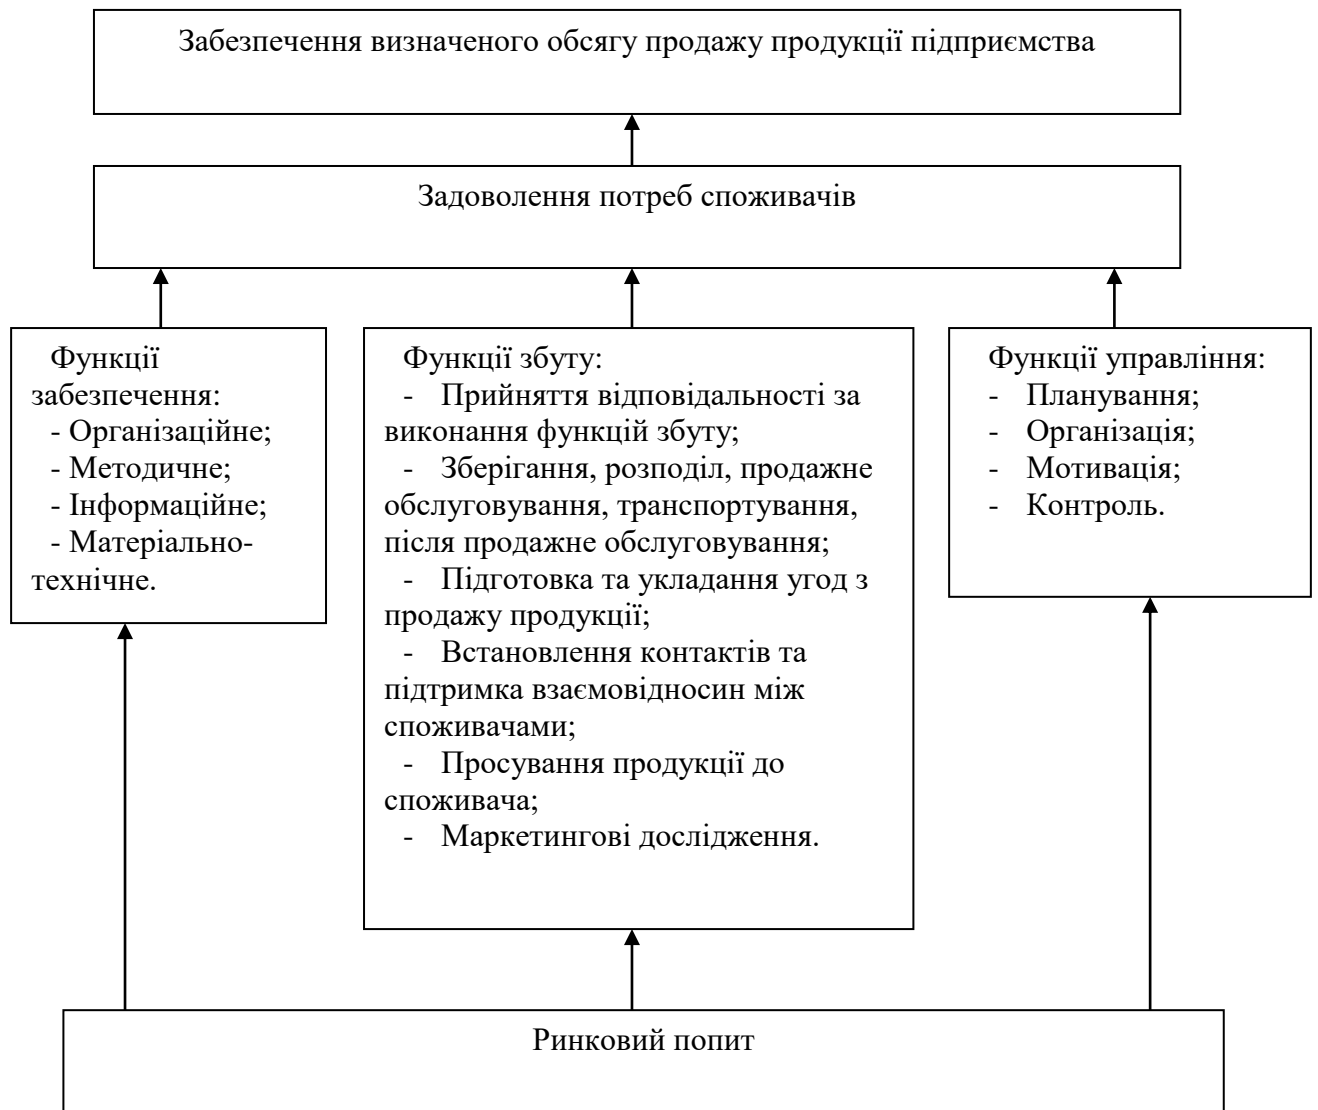 Забезпечення визначеного обсягу продажу продукції підприємства
Задоволення потреб споживачів
Функції
забезпечення:
- Організаційне;
- Методичне;
- Інформаційне;
- Матеріально-
технічне.
Функції збуту:
- Прийняття відповідальності за
виконання функцій збуту;
- Зберігання, розподіл, продажне
обслуговування, транспортування,
після продажне обслуговування;
- Підготовка та укладання угод з
продажу продукції;
- Встановлення контактів та
підтримка взаємовідносин між
споживачами;
- Просування продукції до
споживача;
- Маркетингові дослідження.
Функції управління:
- Планування;
- Організація;
- Мотивація;
- Контроль.
Ринковий попит